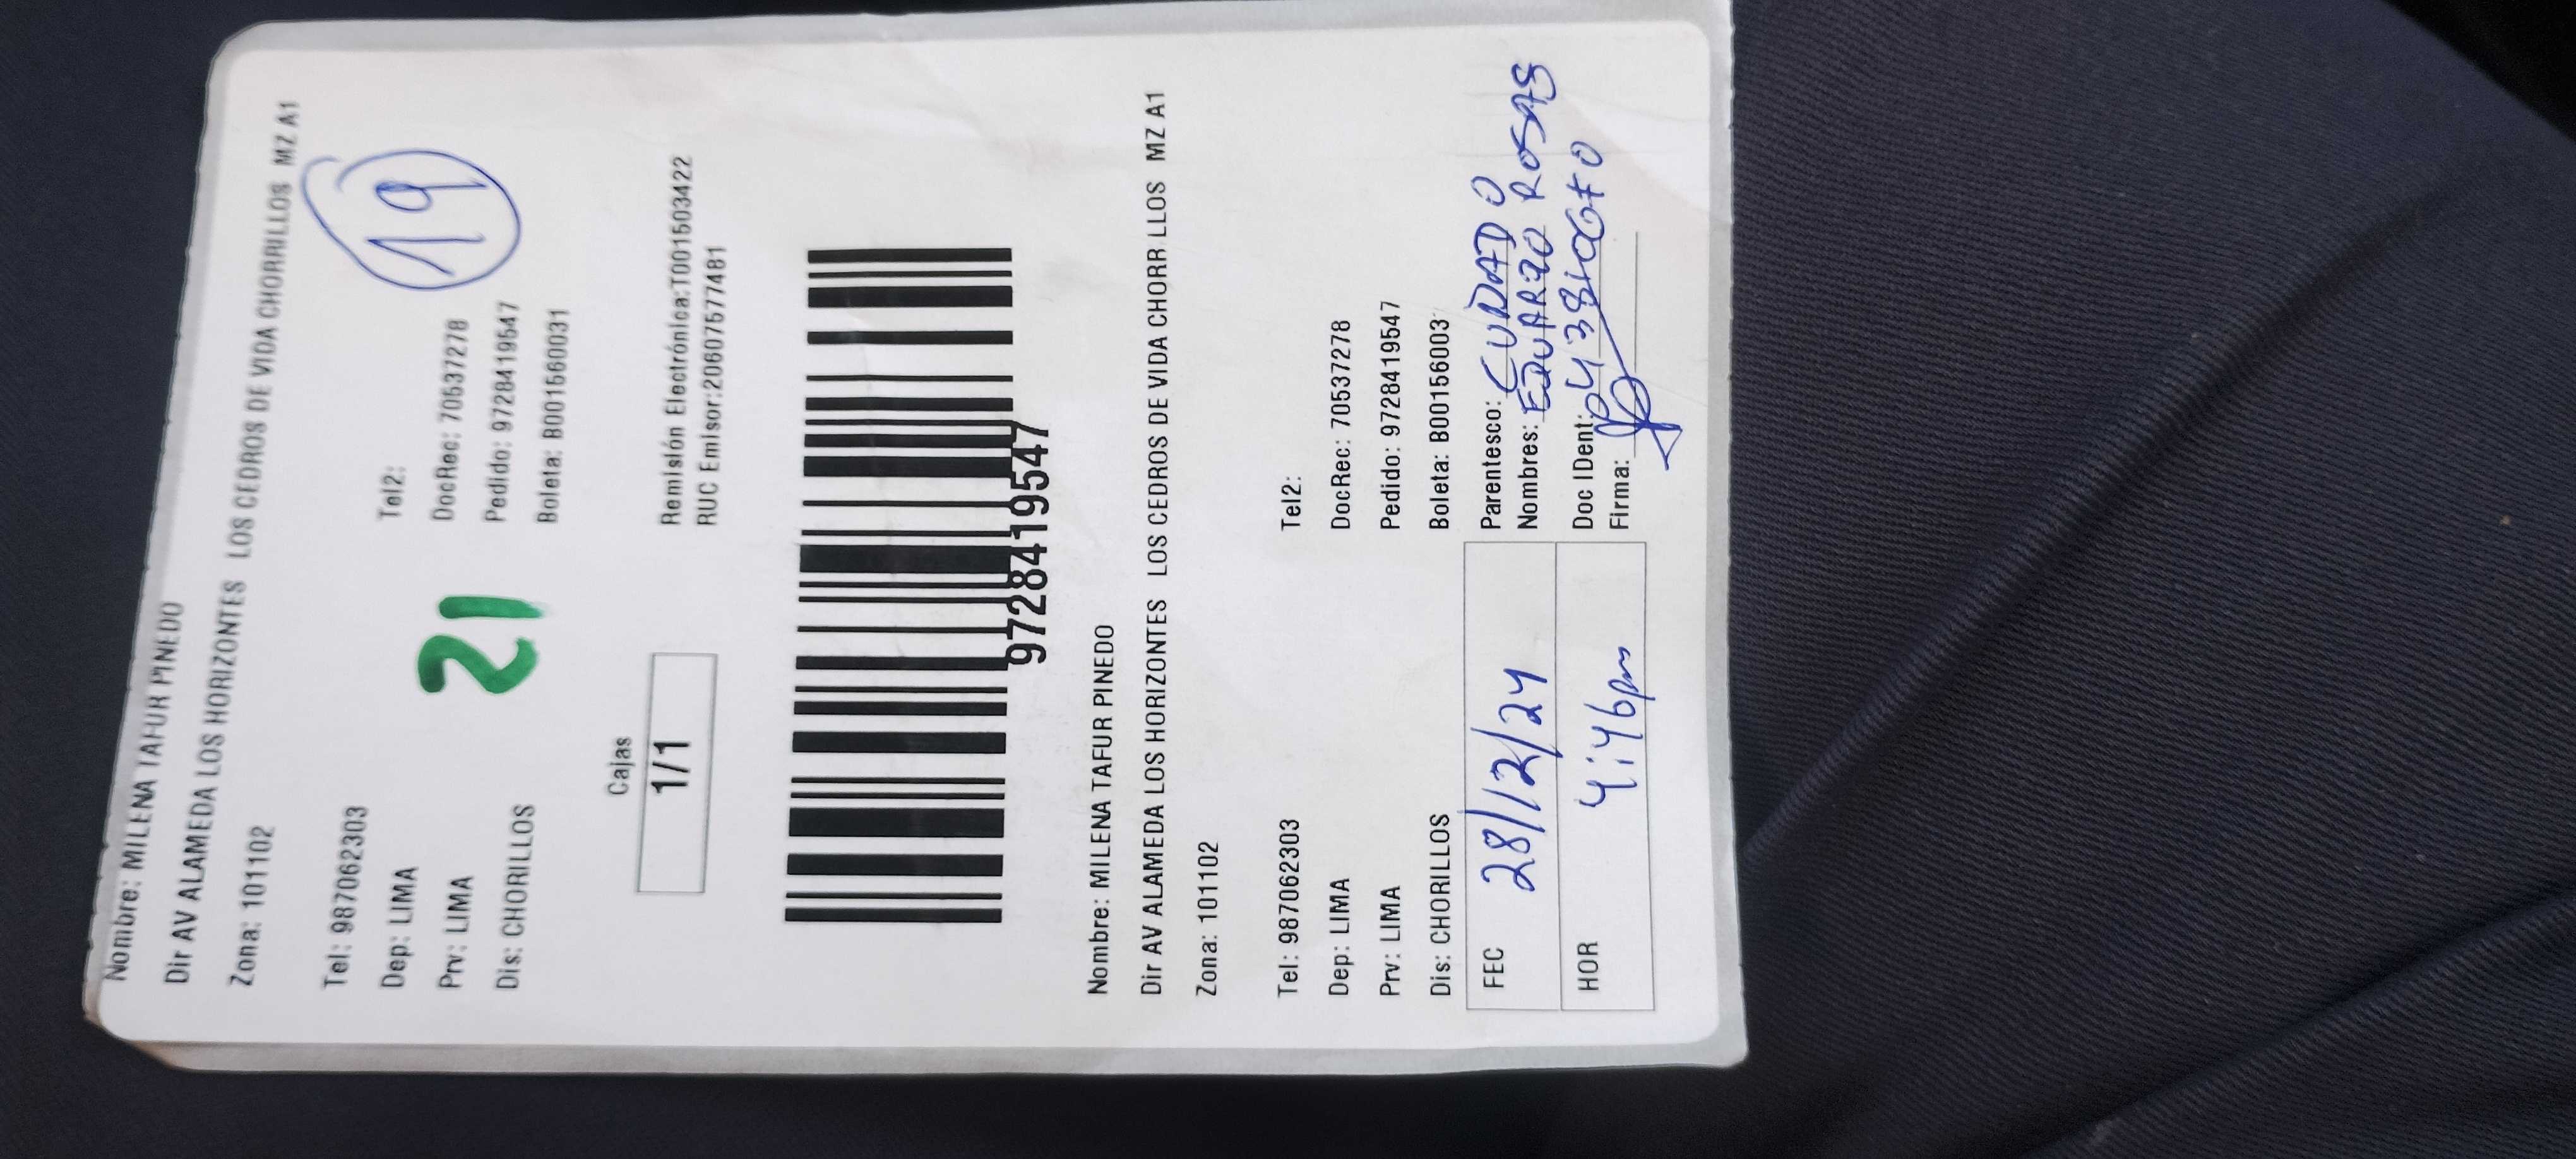 Nombre: MILENA TAFUR PINEDO
Dir AV ALAMEDA LOS HORIZONTES LOS CEDROS DE VIDA CHORRILLOS MZ A1
Zona: 101102
19
Tel: 987062303 Tel2:
Dep: LIMA DocRec: 70537278
Prv: LIMA Pedido: 97284119547
Dis: CHORILLOS Boleta: B001560031
21
Cajas
1/1
Remisión Electrónica:T001503422
RUC Emisor:20607577481
97284119547
Nombre: MILENA TAFUR PINEDO
Dir AV ALAMEDA LOS HORIZONTES LOS CEDROS DE VIDA CHORR LLOS MZ A1
Zona: 101102
Tel: 987062303 Tel2:
Dep: LIMA DocRec: 70537278
Prv: LIMA Pedido: 97284119547
Dis: CHORILLOS Boleta: B00156003
FEC 28/12/24 Parentesco: CUÑADO
Nombres: EDUARDO ROSAS
HOR 4:46pm Doc IDent:
Firma: